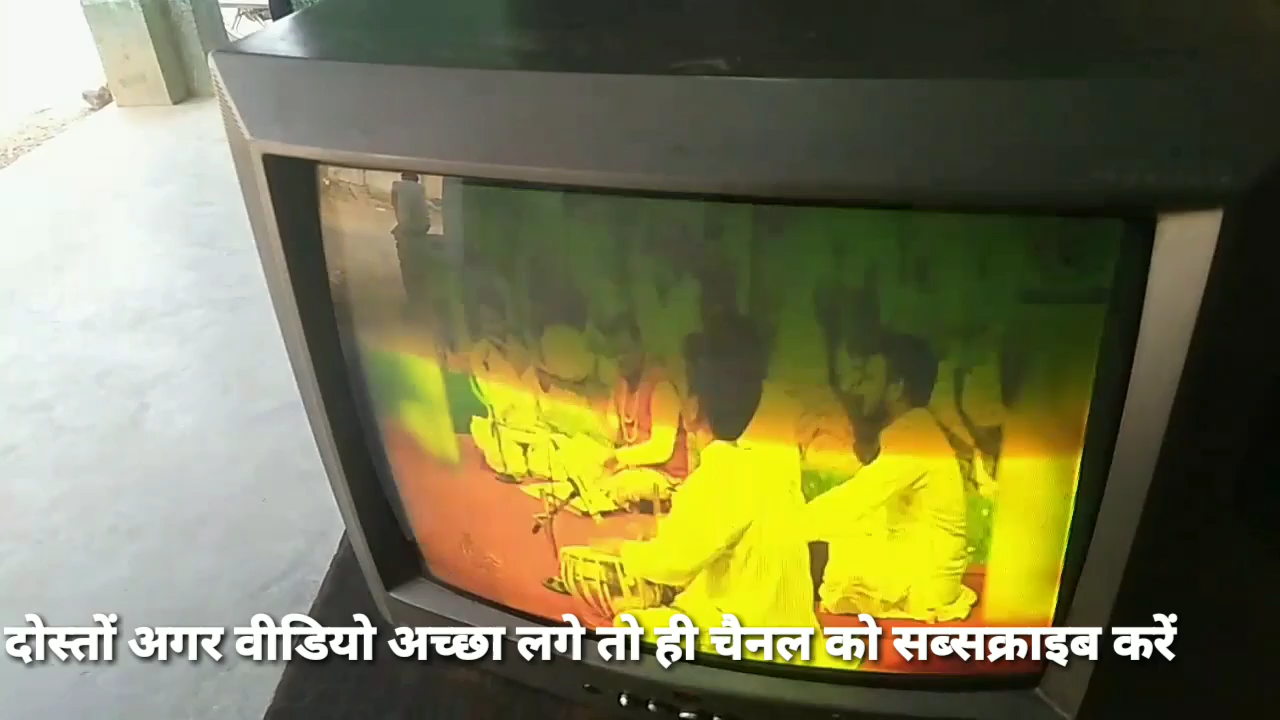 दोस्तों अगर वीडियो अच्छा लगे तो ही चैनल को सब्सक्राइब करें